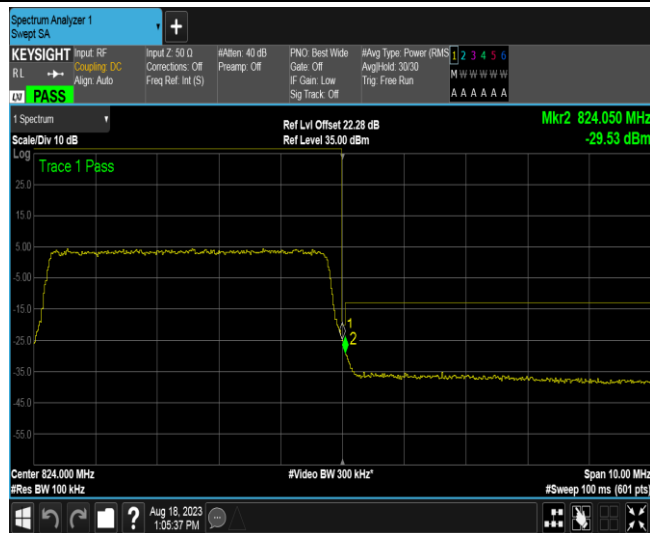 Spectrum Analyzer 1
Swept SA
+
KEYSIGHT
RL
LXI PASS
Input: RF
Coupling: DC
Align: Auto
Input Z: 50 Ω
Corrections: Off
Freq Ref: Int (S)
#Atten: 40 dB
Preamp: Off
PNO: Best Wide
Gate: Off
IF Gain: Low
Sig Track: Off
#Avg Type: Power (RMS
Avg|Hold: 30/30
Trig: Free Run
1 2 3 4 5 6
M W W W W W
A A A A A A
1 Spectrum
Scale/Div 10 dB
Ref Lvl Offset 22.28 dB
Ref Level 35.00 dBm
Mkr2 824.050 MHz
-29.53 dBm
Log
Trace 1 Pass
25.0
15.0
5.00
-5.00
-15.0
-25.0
-35.0
-45.0
-55.0
1
2
Center 824.000 MHz
#Res BW 100 kHz
#Video BW 300 kHz*
Span 10.00 MHz
#Sweep 100 ms (601 pts)
?
Aug 18, 2023
1:05:37 PM